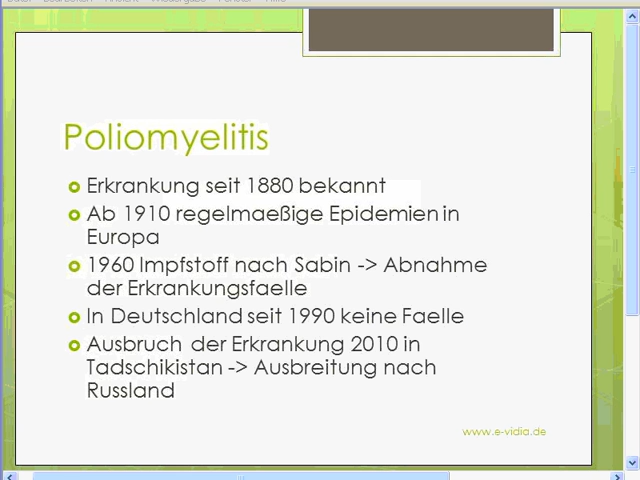 Poliomyelitis
Erkrankung seit 1880 bekannt
Ab 1910 regelmaeßige Epidemien in
Europa
1960 Impfstoff nach Sabin -> Abnahme
der Erkrankungsfaelle
In Deutschland seit 1990 keine Faelle
Ausbruch der Erkrankung 2010 in
Tadschikistan -> Ausbreitung nach
Russland
www.e-vidia.de